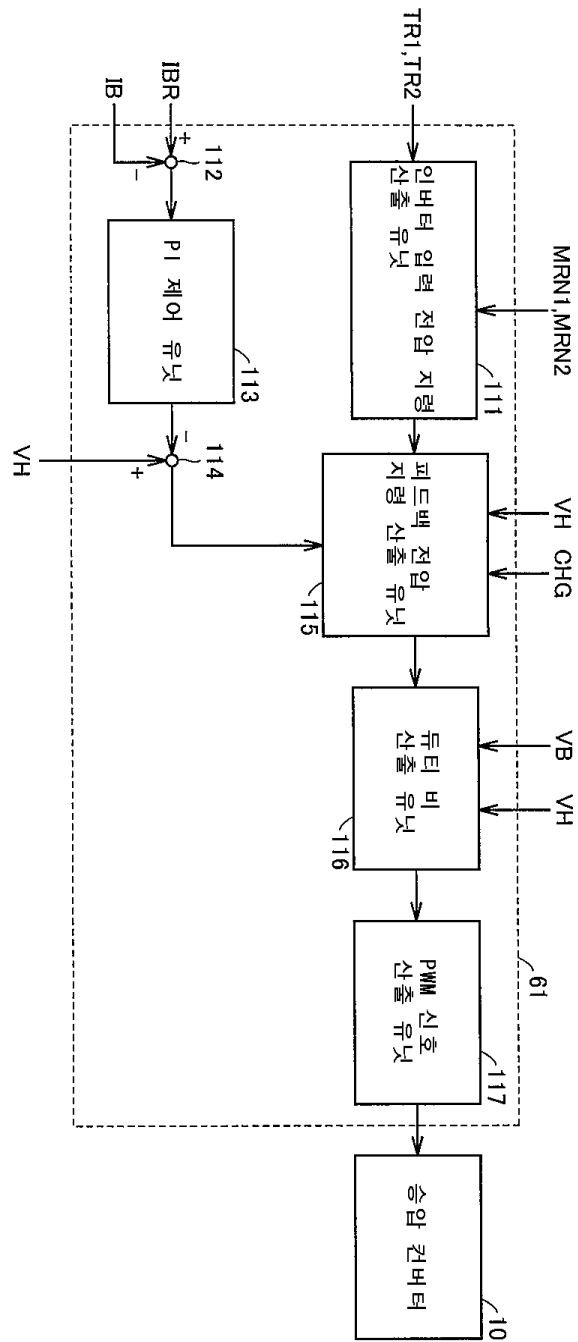 61
MRN1,MRN2
VH
CHG
VB
VH
TR1,TR2
인버터 입력 전압 지령
산출 유닛
111
피드백 전압
지령 산출 유닛
115
듀티 비
산출 유닛
116
PWM 신호
산출 유닛
117
승압 컨버터
10
IBR
+
112
IB
−
PI 제어 유닛
113
−
114
+
VH